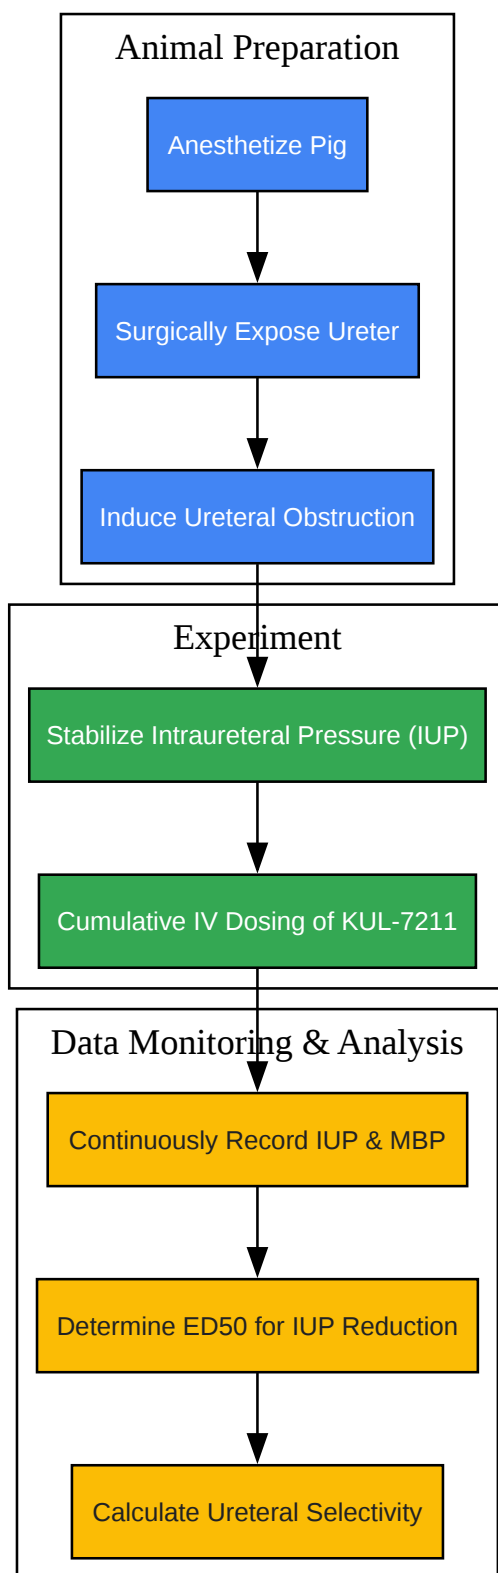 Animal Preparation
Anesthetize Pig
Surgically Expose Ureter
Induce Ureteral Obstruction
Experiment
Stabilize Intraureteral Pressure (IUP)
Cumulative IV Dosing of KUL-7211
Data Monitoring & Analysis
Continuously Record IUP & MBP
Determine ED50 for IUP Reduction
Calculate Ureteral Selectivity